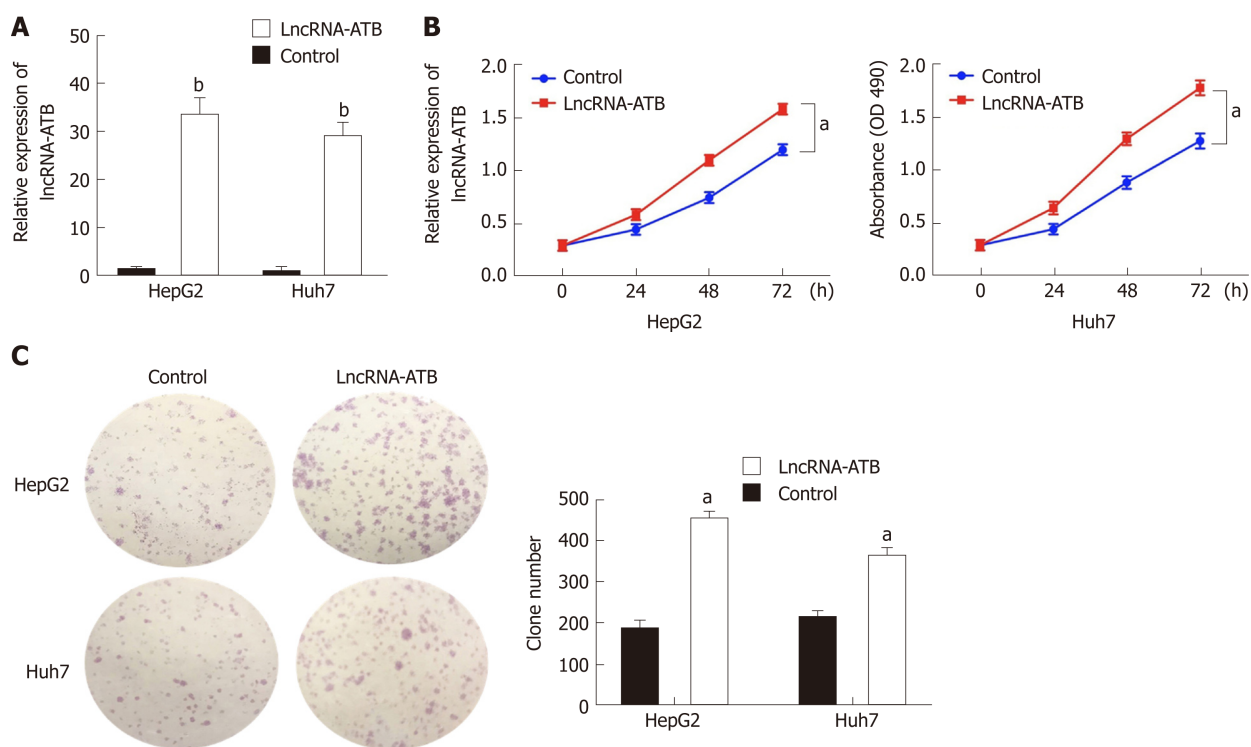 A
LncRNA-ATB
Control
Relative expression of
lncRNA-ATB
50
40
30
20
10
0
b
b
HepG2
Huh7
B
Control
LncRNA-ATB
Relative expression of
lncRNA-ATB
2.0
1.5
1.0
0.5
0.0
a
0 24 48 72 (h)
HepG2
Control
LncRNA-ATB
Absorbance (OD 490)
2.0
1.5
1.0
0.5
0.0
a
0 24 48 72 (h)
Huh7
C
Control
LncRNA-ATB
HepG2
Huh7
LncRNA-ATB
Control
Clone number
500
400
300
200
100
0
a
a
HepG2
Huh7